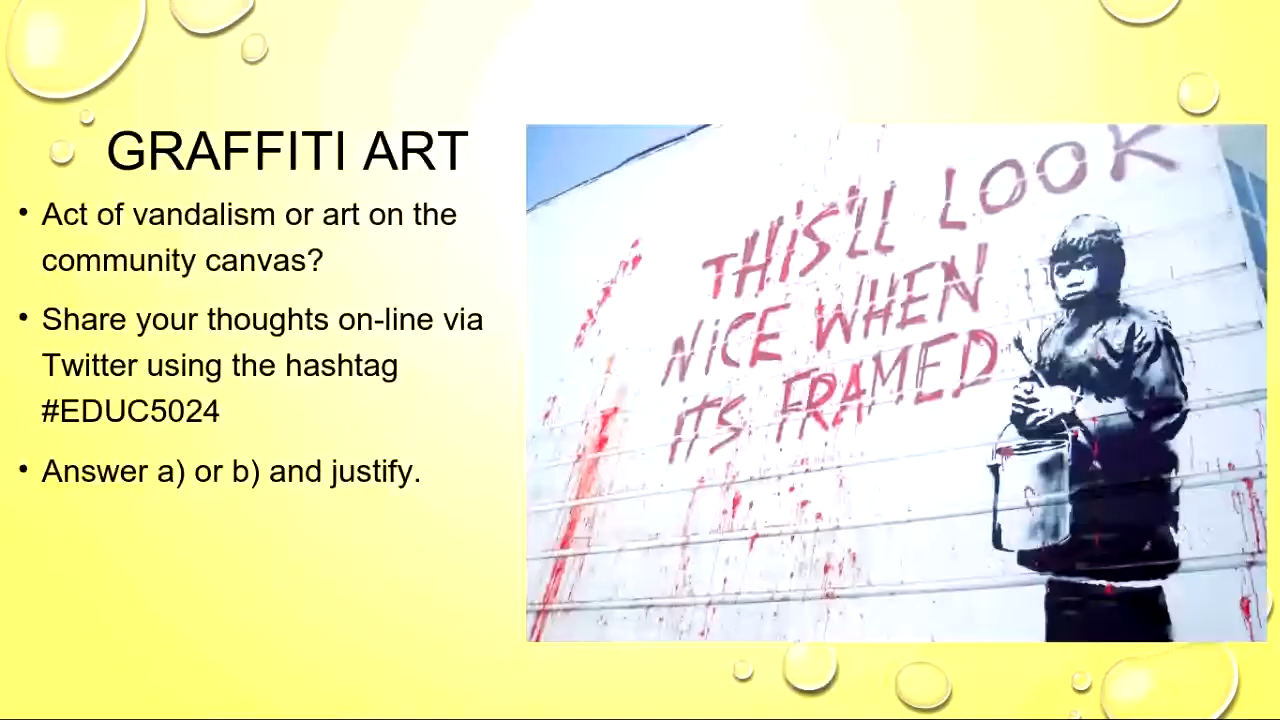 GRAFFITI ART
• Act of vandalism or art on the
community canvas?
• Share your thoughts on-line via
Twitter using the hashtag
#EDUC5024
• Answer a) or b) and justify.
THIS'LL LOOK
NICE WHEN
ITS FRAMED